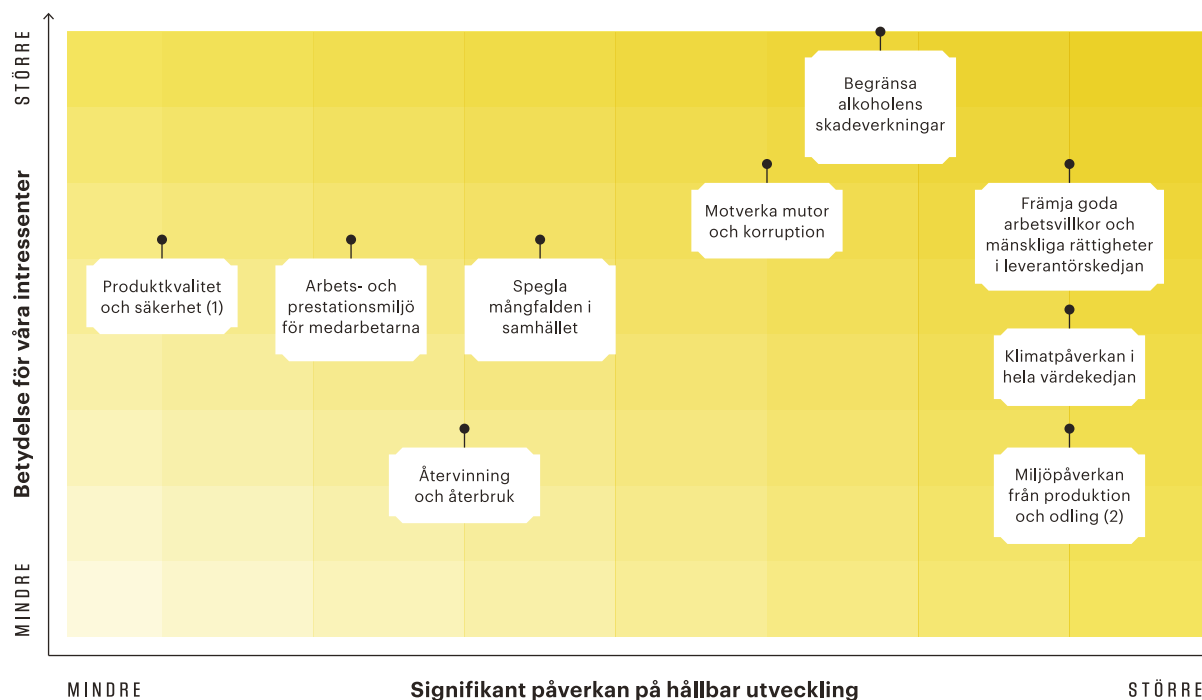 STÖRRE
Betydelse för våra intressenter
MINDRE
Begränsa
alkoholens
skadeverkningar
Motverka mutor
och korruption
Främja goda
arbetsvillkor och
mänskliga rättigheter
i leverantörskedjan
Produktkvalitet
och säkerhet (1)
Arbets- och
prestationsmiljö
för medarbetarna
Spegla
mångfalden i
samhället
Klimatpåverkan i
hela värdekedjan
Återvinning
och återbruk
Miljöpåverkan
från produktion
och odling (2)
MINDRE
Signifikant påverkan på hållbar utveckling
STÖRRE